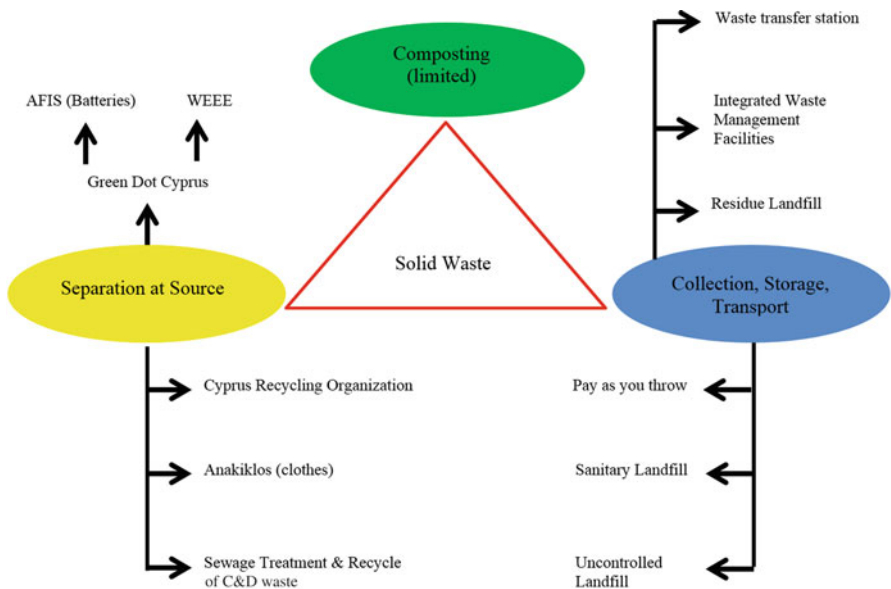 Composting
(limited)
Waste transfer station
AFIS (Batteries)
WEEE
Integrated Waste
Management
Facilities
Green Dot Cyprus
Residue Landfill
Solid Waste
Separation at Source
Collection, Storage,
Transport
Cyprus Recycling Organization
Pay as you throw
Anakiklos (clothes)
Sanitary Landfill
Sewage Treatment & Recycle
of C&D waste
Uncontrolled
Landfill